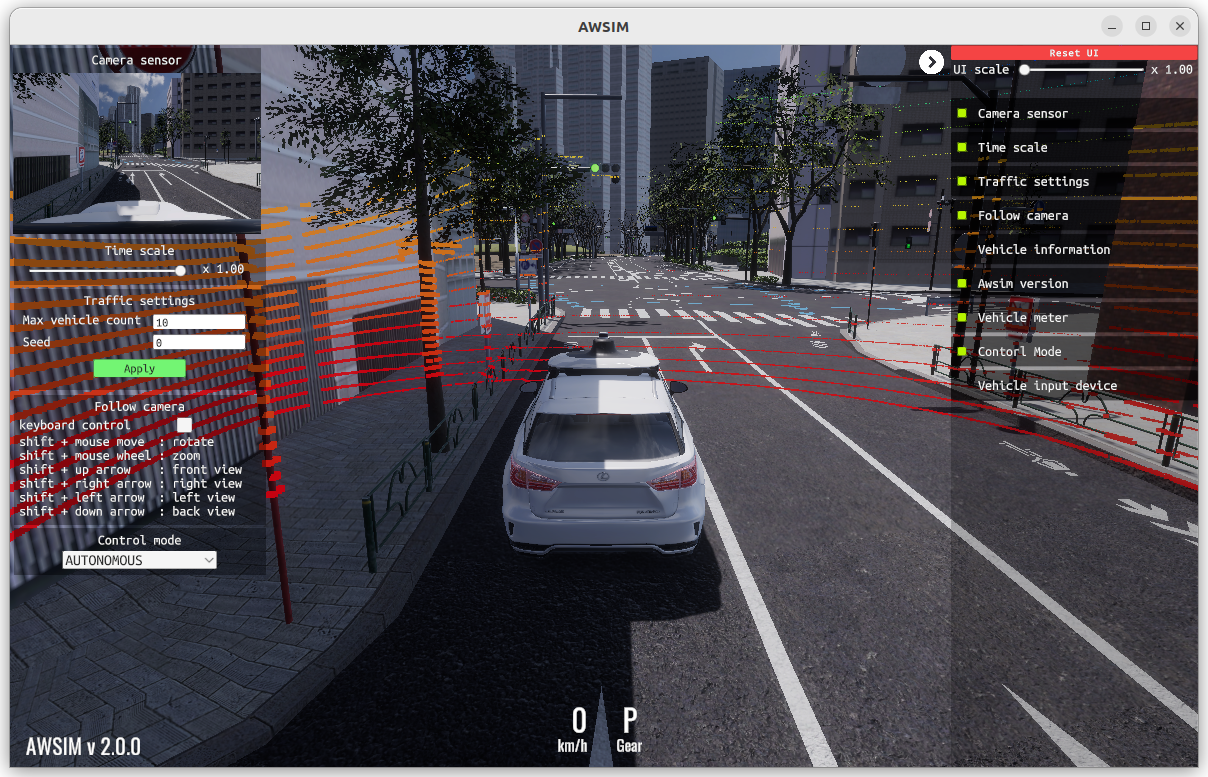 AWSIM
Camera sensor
Time scale
x 1.00
Traffic settings
Max vehicle count 10
Seed 0
Apply
Follow camera
keyboard control
shift + mouse move : rotate
shift + mouse wheel : zoom
shift + up arrow : front view
shift + right arrow : right view
shift + left arrow : left view
shift + down arrow : back view
Control mode
AUTONOMOUS
AWSIM v 2.0.0
0 P
km/h Gear
Reset UI
UI scale x 1.00
Camera sensor
Time scale
Traffic settings
Follow camera
Vehicle information
Awsim version
Vehicle meter
Contorl Mode
Vehicle input device